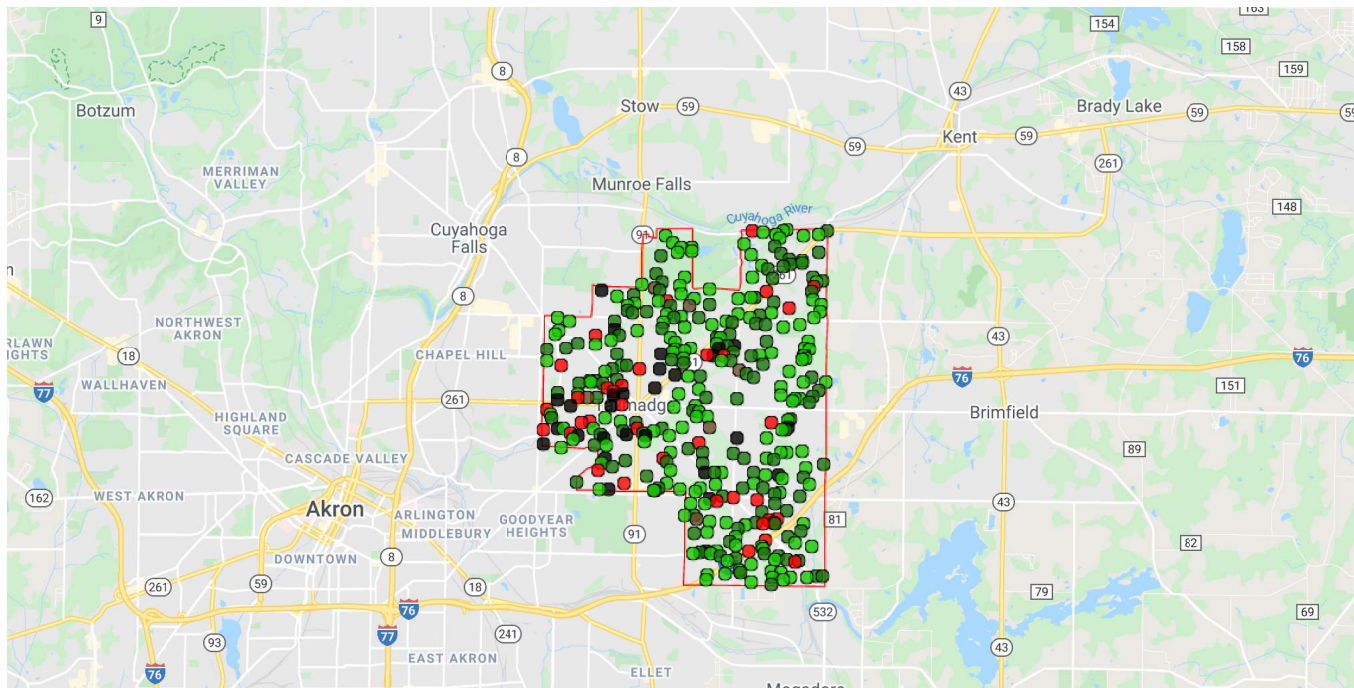 9
163
154
158
159
8
43
Botzum
Stow
59
Brady Lake
59
59
Kent
59
59
261
MERRIMAN
VALLEY
8
Munroe Falls
Cuyahoga River
148
Cuyahoga
Falls
91
8
NORTHWEST
AKRON
43
18
CHAPEL HILL
76
77
WALLHAVEN
76
151
261
HIGHLAND
SQUARE
Brimfield
CASCADE VALLEY
89
162
WEST AKRON
43
Akron
ARLINGTON
MIDDLEBURY
GOODYEAR
HEIGHTS
81
91
82
DOWNTOWN
8
261
59
18
79
76
532
69
77
93
241
43
76
EAST AKRON
ELLET